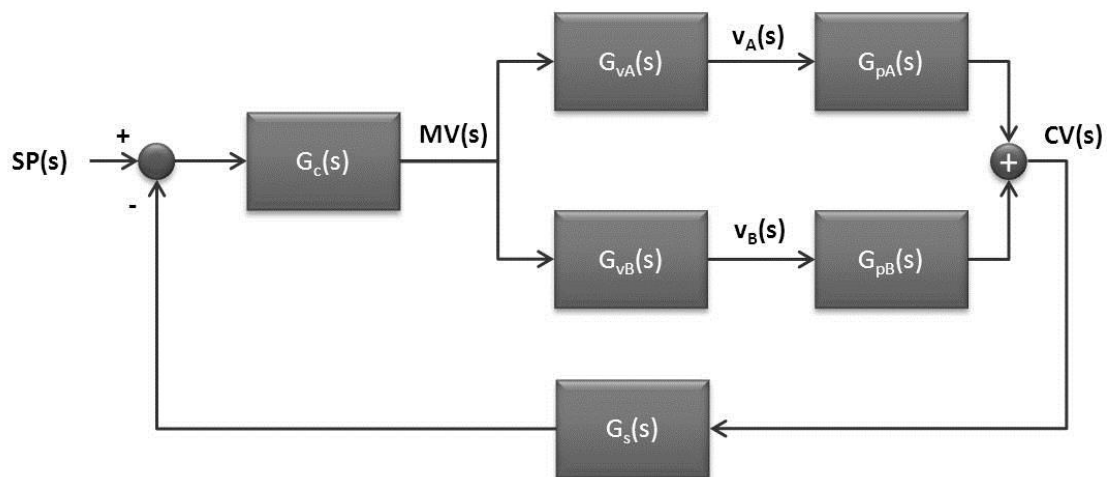 v_A(s)
G_vA(s)
G_pA(s)
+
MV(s)
CV(s)
SP(s)
G_c(s)
+
-
v_B(s)
G_vB(s)
G_pB(s)
G_s(s)